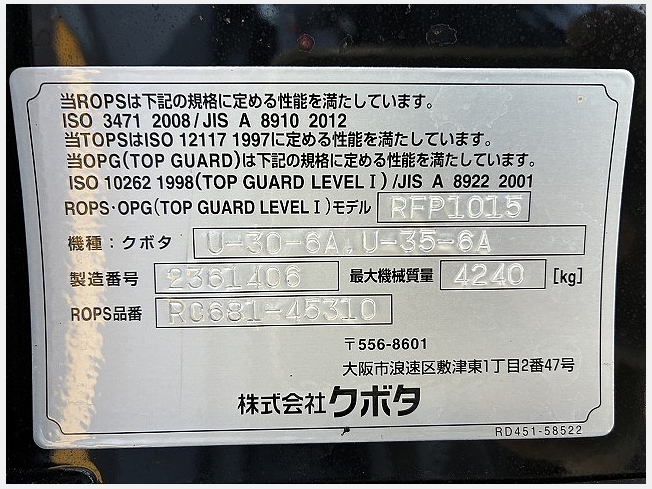 当ROPSは下記の規格に定める性能を満たしています。
ISO 3471 2008/JIS A 8910 2012
当TOPSはISO 12117 1997に定める性能を満たしています。
当OPG(TOP GUARD)は下記の規格に定める性能を満たしています。
ISO 10262 1998(TOP GUARD LEVEL I)/JIS A 8922 2001
ROPS・OPG(TOP GUARD LEVEL I)モデル RFP1015
機種：クボタ U-30-6A,U-35-6A
製造番号 2361406 最大機械質量 4240 [kg]
ROPS品番 RC681-45310
〒556-8601
大阪市浪速区敷津東1丁目2番47号
株式会社クボタ
RD451-58522